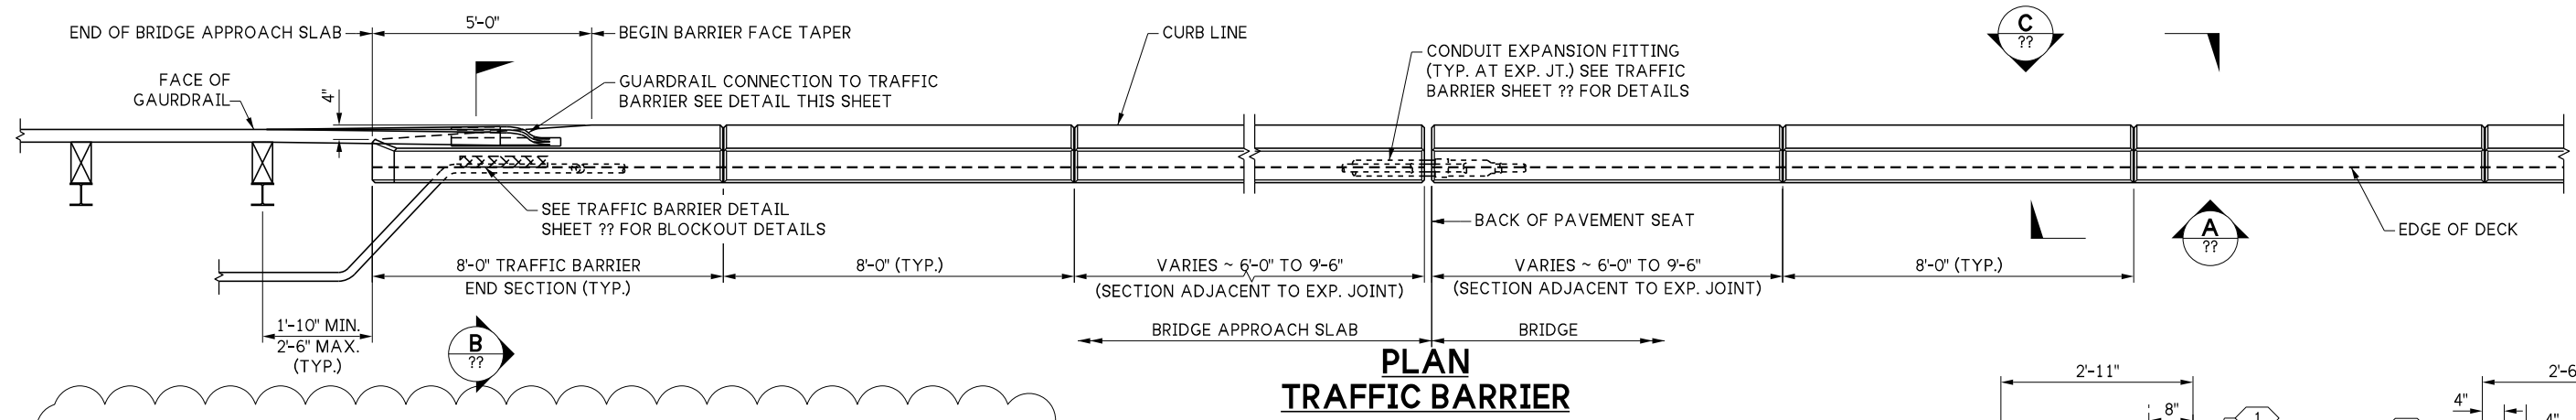 5'-0"
END OF BRIDGE APPROACH SLAB
BEGIN BARRIER FACE TAPER
CURB LINE
C
??
CONDUIT EXPANSION FITTING
(TYP. AT EXP. JT.) SEE TRAFFIC
BARRIER SHEET ?? FOR DETAILS
FACE OF
GAURDRAIL
4"
GUARDRAIL CONNECTION TO TRAFFIC
BARRIER SEE DETAIL THIS SHEET
SEE TRAFFIC BARRIER DETAIL
SHEET ?? FOR BLOCKOUT DETAILS
BACK OF PAVEMENT SEAT
A
??
EDGE OF DECK
8'-0" TRAFFIC BARRIER
END SECTION (TYP.)
8'-0" (TYP.)
VARIES ~ 6'-0" TO 9'-6"
(SECTION ADJACENT TO EXP. JOINT)
VARIES ~ 6'-0" TO 9'-6"
(SECTION ADJACENT TO EXP. JOINT)
8'-0" (TYP.)
1'-10" MIN.
2'-6" MAX.
(TYP.)
B
??
BRIDGE APPROACH SLAB
BRIDGE
PLAN
TRAFFIC BARRIER
2'-11"
8"
1
4"
2'-6
4"